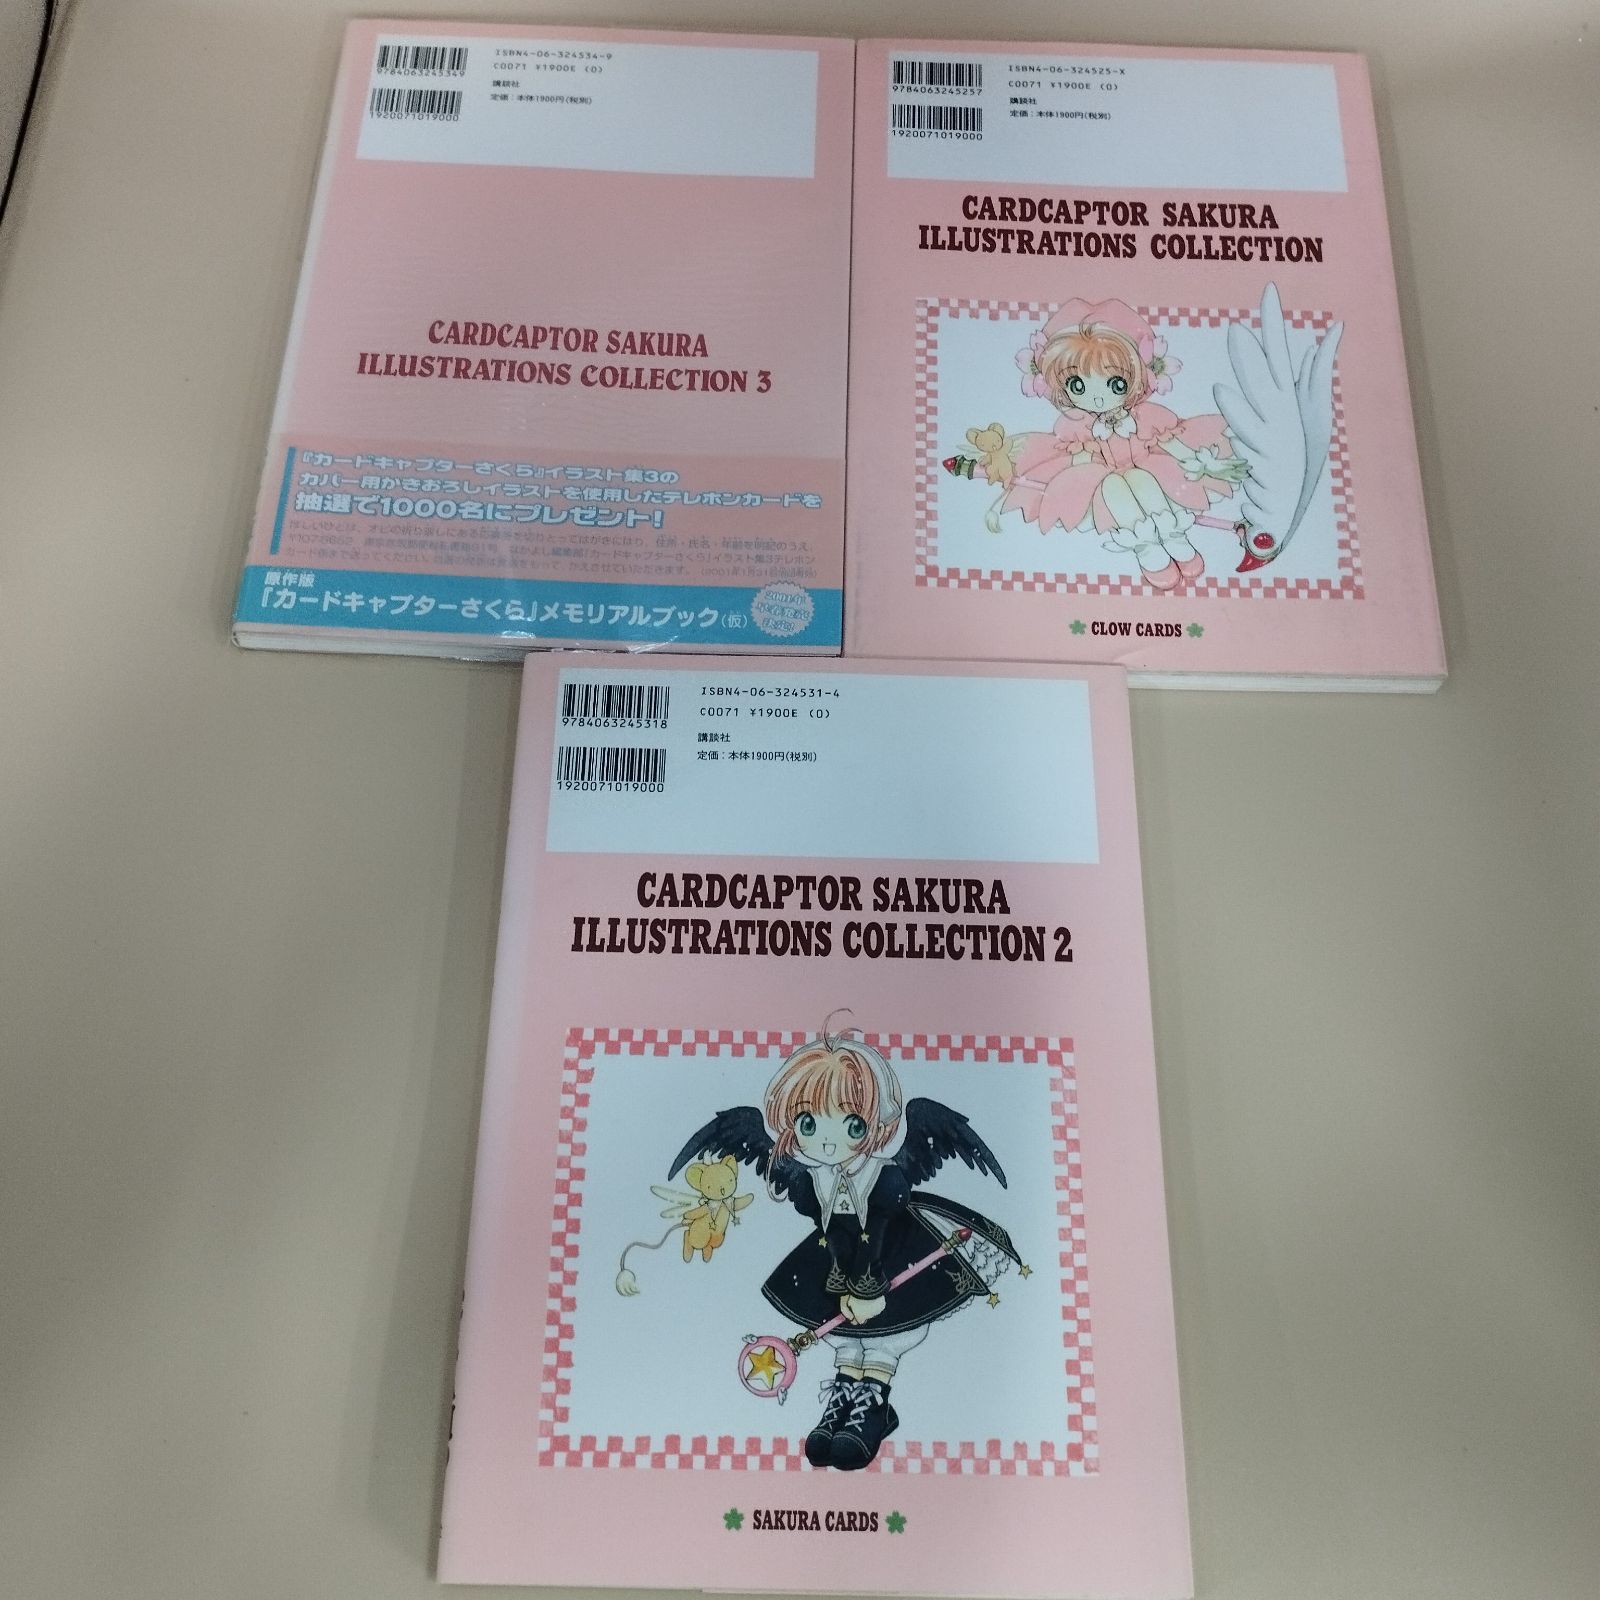 ISBN4-06-324534-9
C0071 ¥1900E (0)
講談社
定価:本体1900円(税別)
9784063245349
1920071019000
CARDCAPTOR SAKURA
ILLUSTRATIONS COLLECTION 3
『カードキャプターさくら』イラスト集3の
カバー用かきおろしイラストを使用したテレホンカードを
抽選で1000名にプレゼント!
原作版
「カードキャプターさくら」メモリアルブック(仮)
2001年
ISBN4-06-324525-X
C0071 ¥1900E (0)
講談社
定価:本体1900円(税別)
9784063245257
1920071019000
CARDCAPTOR SAKURA
ILLUSTRATIONS COLLECTION
CLOW CARDS
ISBN4-06-324531-4
C0071 ¥1900E (0)
講談社
定価:本体1900円(税別)
9784063245318
1920071019000
CARDCAPTOR SAKURA
ILLUSTRATIONS COLLECTION 2
SAKURA CARDS